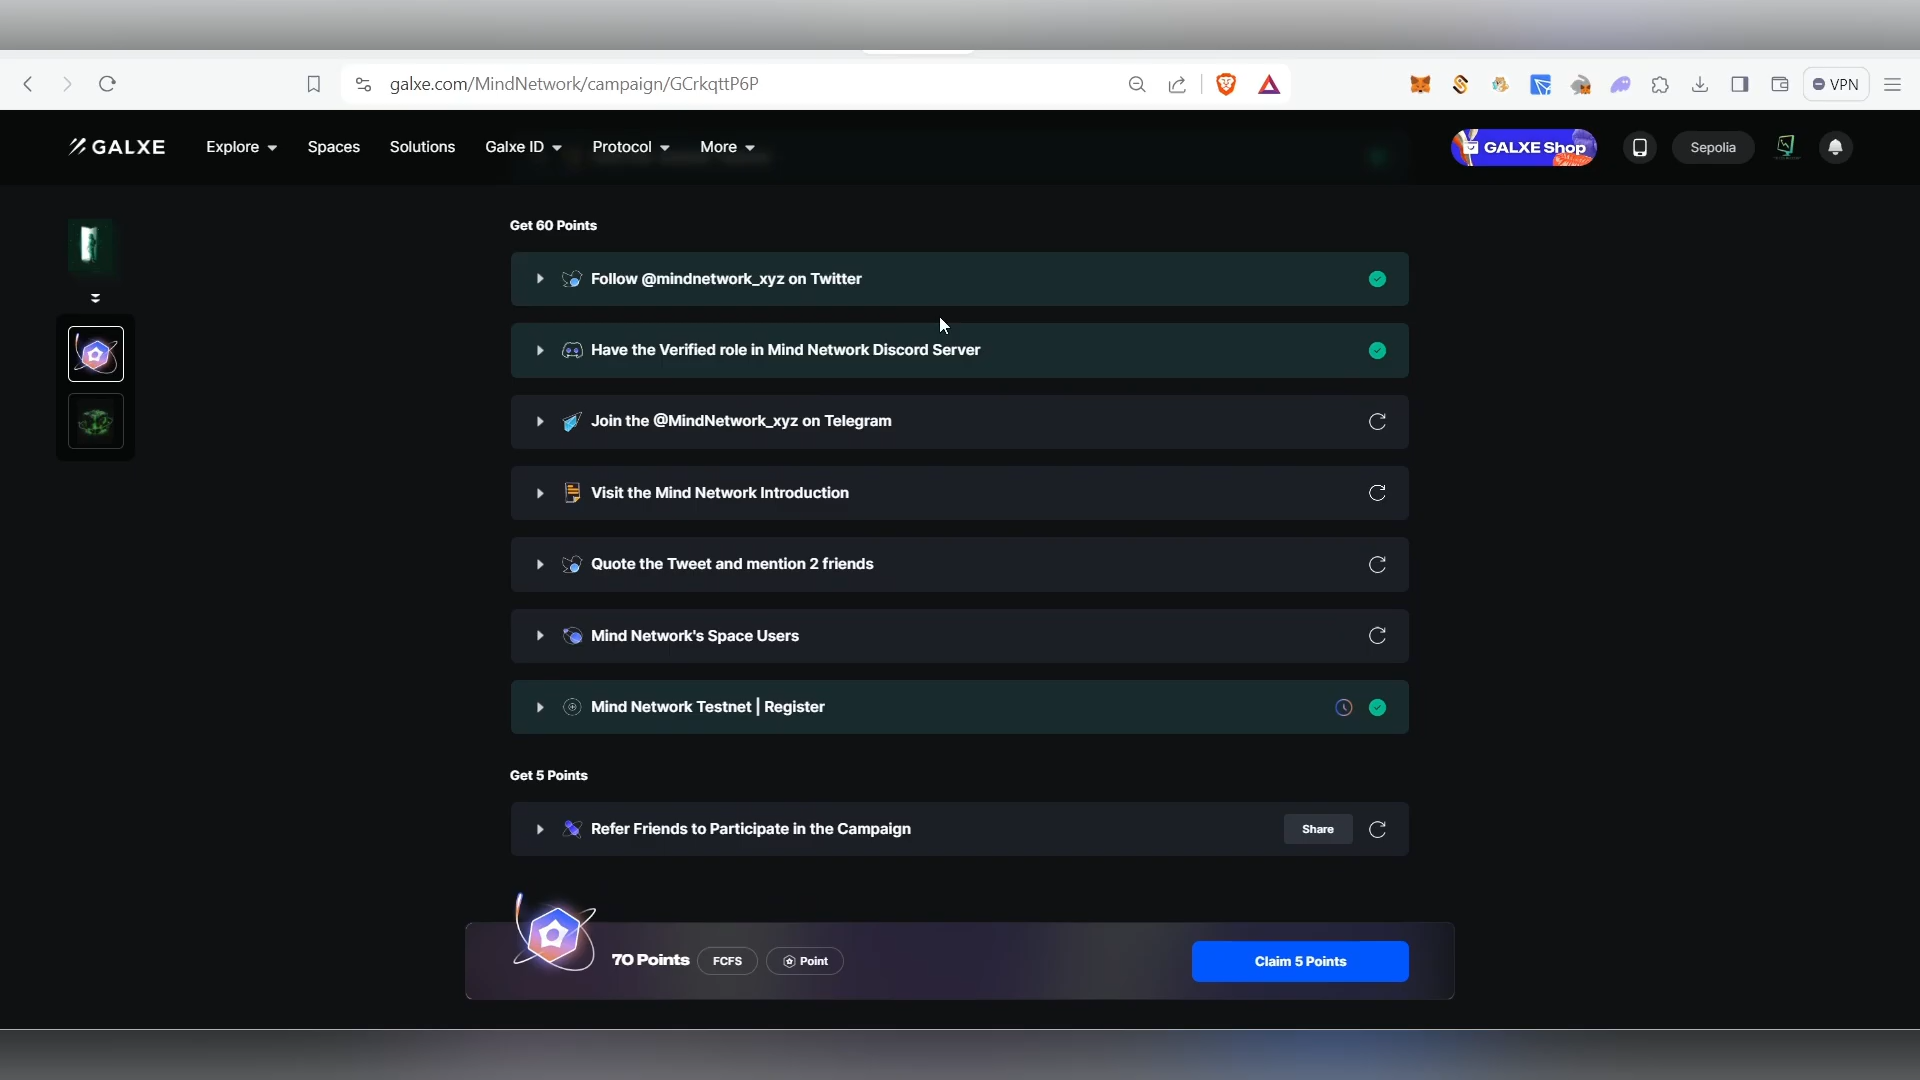 galxe.com/MindNetwork/campaign/GCrkqttP6P
VPN
GALXE
Explore
Spaces
Solutions
Galxe ID
Protocol
More
GALXE Shop
Sepolia
Get 60 Points
Follow @mindnetwork_xyz on Twitter
Have the Verified role in Mind Network Discord Server
Join the @MindNetwork_xyz on Telegram
Visit the Mind Network Introduction
Quote the Tweet and mention 2 friends
Mind Network's Space Users
Mind Network Testnet | Register
Get 5 Points
Refer Friends to Participate in the Campaign
Share
70 Points
FCFS
Point
Claim 5 Points